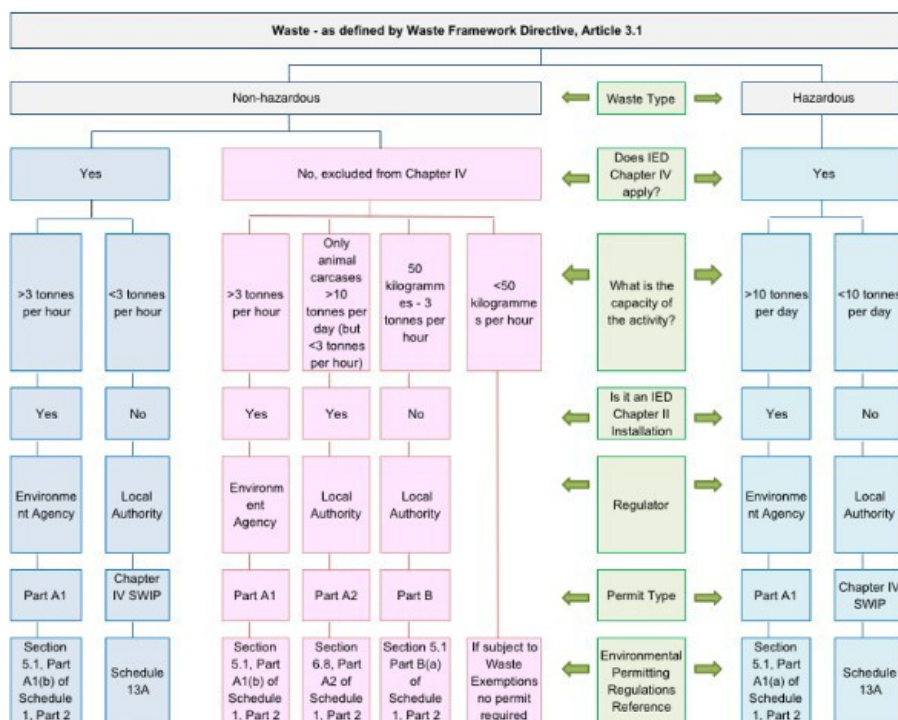 Waste - as defined by Waste Framework Directive, Article 3.1
Non-hazardous
Waste Type
Hazardous
Yes
No, excluded from Chapter IV
Does IED
Chapter IV
apply?
Yes
>3 tonnes
per hour
<3 tonnes
per hour
>3 tonnes
per hour
Only
animal
carcases
>10
tonnes per
day (but
<3 tonnes
per hour)
50
kilogramm
es - 3
tonnes per
hour
<50
kilogramme
s per hour
What is the
capacity of
the activity?
>10 tonnes
per day
<10 tonnes
per day
Yes
No
Yes
Yes
No
Is it an IED
Chapter II
Installation
Yes
No
Environme
nt Agency
Local
Authority
Environm
ent
Agency
Local
Authority
Local
Authority
Regulator
Environme
nt Agency
Local
Authority
Part A1
Chapter
IV SWIP
Part A1
Part A2
Part B
Permit Type
Part A1
Chapter IV
SWIP
Section
5.1, Part
A1(b) of
Schedule
1, Part 2
Schedule
13A
Section
5.1, Part
A1(b) of
Schedule
1, Part 2
Section
6.8, Part
A2 of
Schedule
1, Part 2
Section 5.1
Part B(a)
of
Schedule
1, Part 2
If subject to
Waste
Exemptions
no permit
required
Environmental
Permitting
Regulations
Reference
Section
5.1, Part
A1(a) of
Schedule
1, Part 2
Schedule
13A